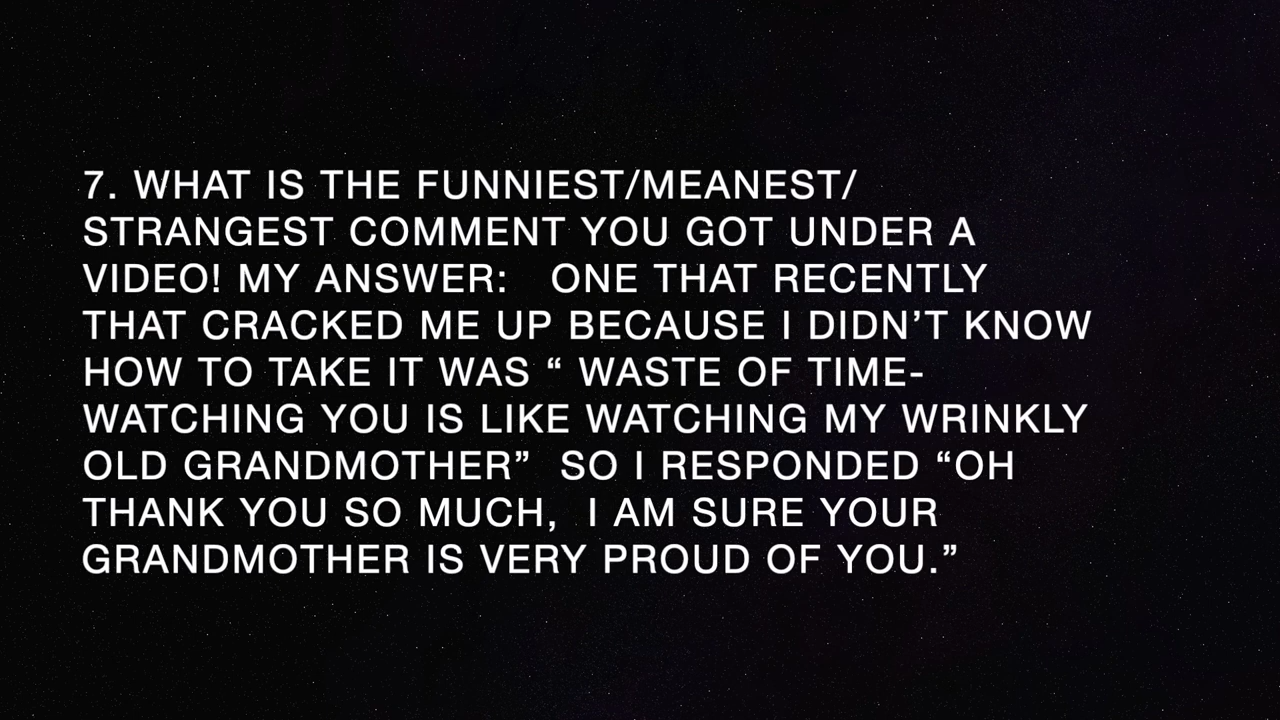 7. WHAT IS THE FUNNIEST/MEANEST/
STRANGEST COMMENT YOU GOT UNDER A
VIDEO! MY ANSWER:   ONE THAT RECENTLY
THAT CRACKED ME UP BECAUSE I DIDN’T KNOW
HOW TO TAKE IT WAS “ WASTE OF TIME-
WATCHING YOU IS LIKE WATCHING MY WRINKLY
OLD GRANDMOTHER”  SO I RESPONDED “OH
THANK YOU SO MUCH,  I AM SURE YOUR
GRANDMOTHER IS VERY PROUD OF YOU.”